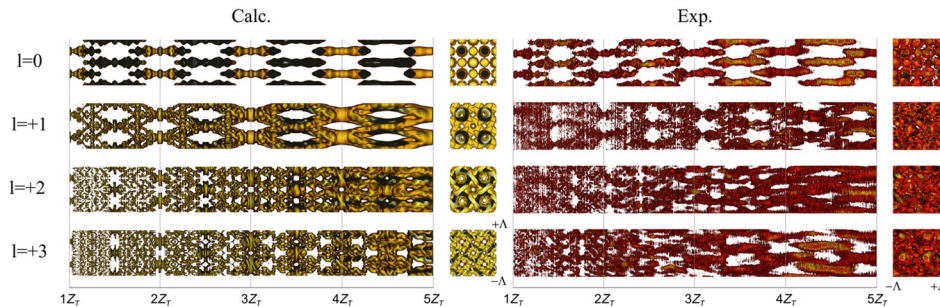 Calc. Exp.
l=0
l=+1
l=+2
+Λ
l=+3
-Λ
-Λ +Λ
1Z_T 2Z_T 3Z_T 4Z_T 5Z_T 1Z_T 2Z_T 3Z_T 4Z_T 5Z_T